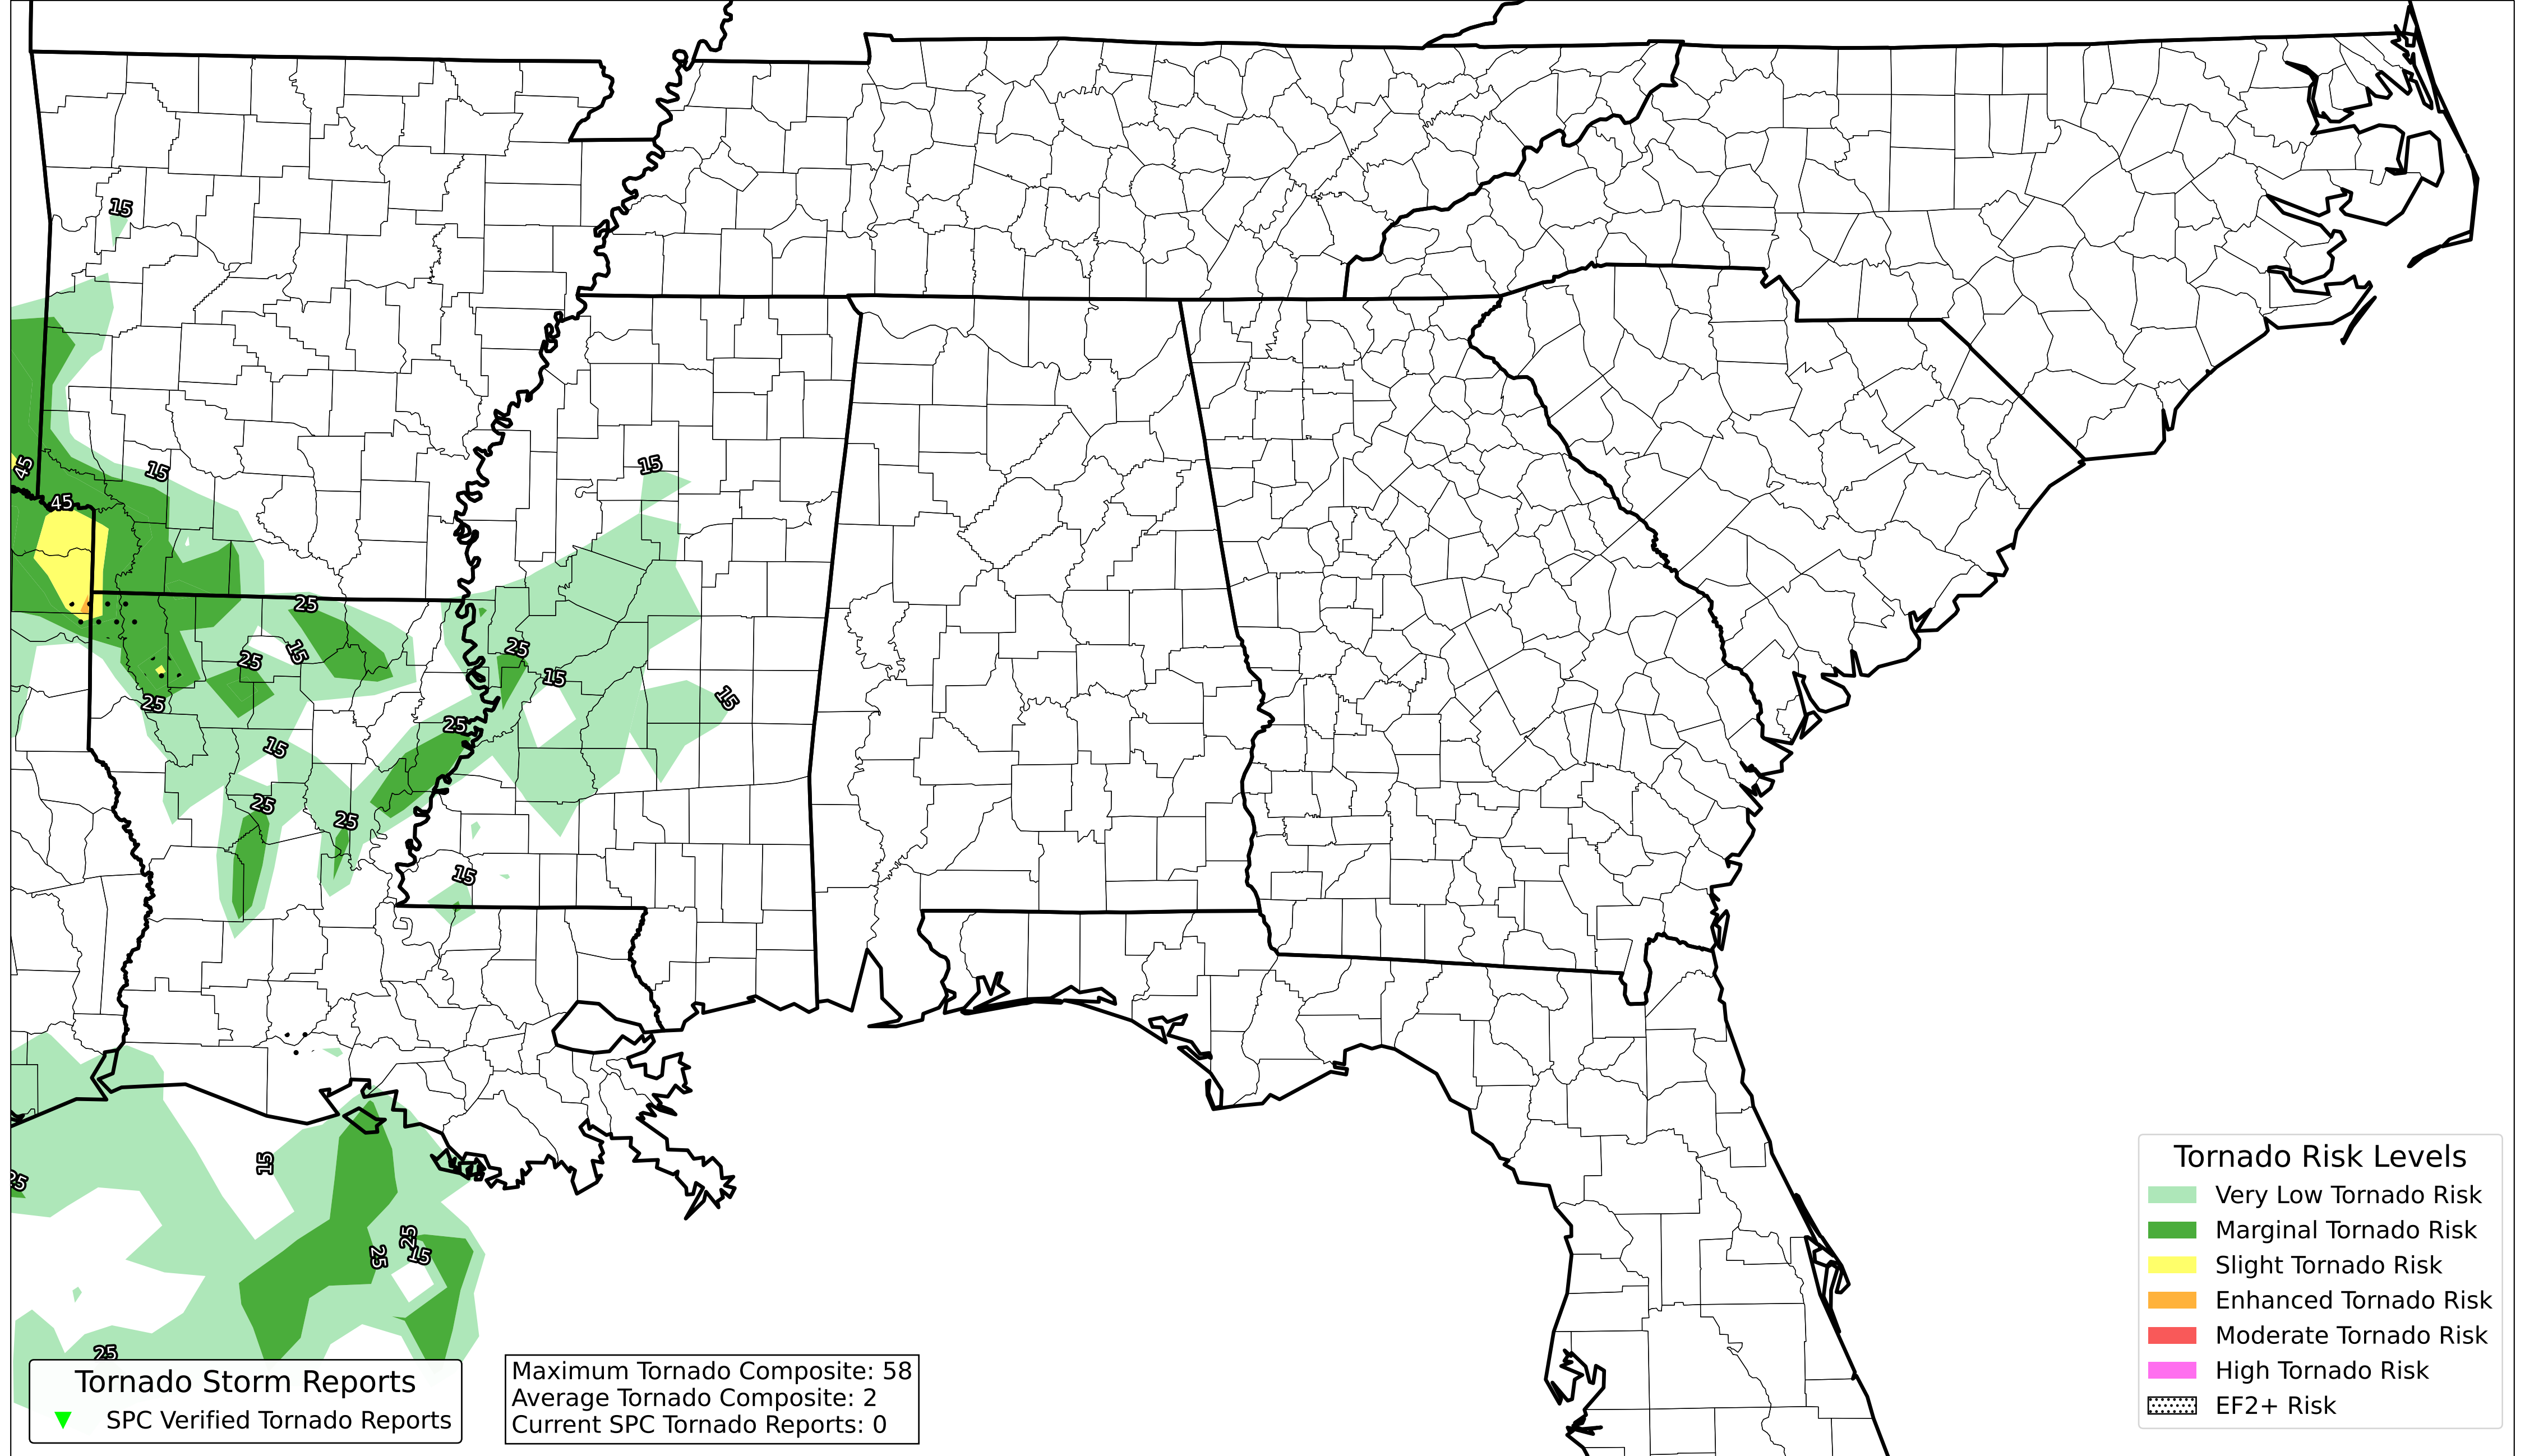 15
45
45
15
15
25
25
25
15
15
25
15
25
25
15
25
25
15
15
25
25
25
15
25
Tornado Storm Reports
SPC Verified Tornado Reports
Maximum Tornado Composite: 58
Average Tornado Composite: 2
Current SPC Tornado Reports: 0
Tornado Risk Levels
Very Low Tornado Risk
Marginal Tornado Risk
Slight Tornado Risk
Enhanced Tornado Risk
Moderate Tornado Risk
High Tornado Risk
EF2+ Risk